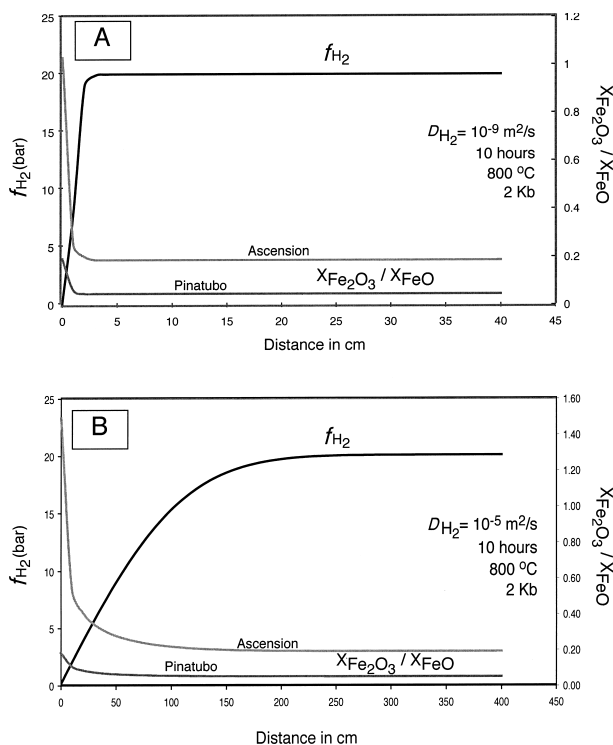 A
25
20
15
10
5
0
fH2(bar)
1.2
1
0.8
0.6
0.4
0.2
0
XFe2O3 / XFeO
fH2
DH2= 10-9 m2/s
10 hours
800 oC
2 Kb
Ascension
XFe2O3 / XFeO
Pinatubo
0 5 10 15 20 25 30 35 40 45
Distance in cm
B
25
20
15
10
5
0
fH2(bar)
1.60
1.40
1.20
1.00
0.80
0.60
0.40
0.20
0.00
XFe2O3 / XFeO
fH2
DH2= 10-5 m2/s
10 hours
800 oC
2 Kb
Ascension
XFe2O3 / XFeO
Pinatubo
0 50 100 150 200 250 300 350 400 450
Distance in cm